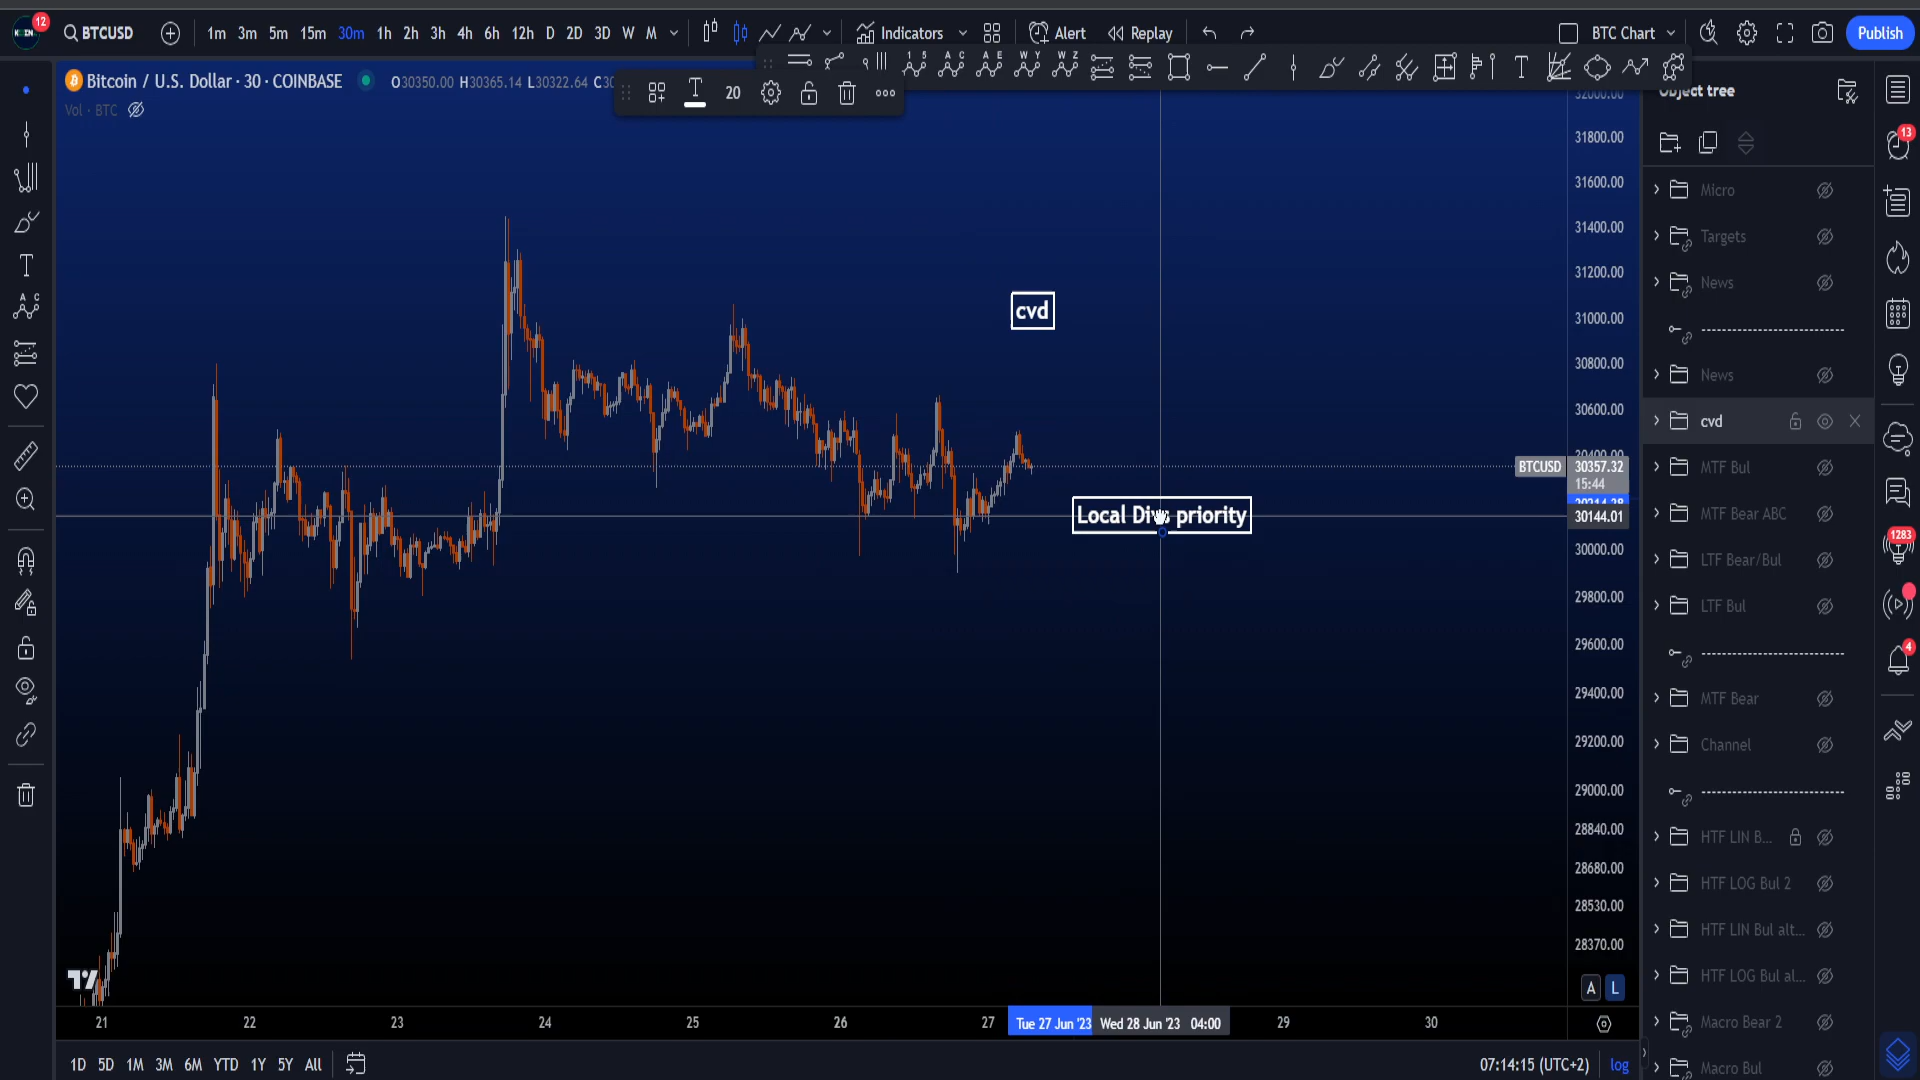 12
BTCUSD
1m 3m 5m 15m 30m 1h 2h 3h 4h 6h 12h D 2D 3D W M
Indicators
Alert
Replay
BTC Chart
Publish
Bitcoin / U.S. Dollar · 30 · COINBASE
O30350.00 H30365.14 L30322.64
Vol · BTC
T
20
Object tree
cvd
Local Divs priority
31800.00
31600.00
31400.00
31200.00
31000.00
30800.00
30600.00
BTCUSD
30357.32
15:44
30144.01
30000.00
29800.00
29600.00
29400.00
29200.00
29000.00
28840.00
28680.00
28530.00
28370.00
A L
Micro
Targets
News
News
cvd
MTF Bul
MTF Bear ABC
LTF Bear/Bul
LTF Bul
MTF Bear
Channel
HTF LIN B...
HTF LOG Bul 2
HTF LIN Bul alt...
HTF LOG Bul al...
Macro Bear 2
Macro Bul
13
1283
4
21 22 23 24 25 26 27 Tue 27 Jun '23 Wed 28 Jun '23 04:00 29 30
1D 5D 1M 3M 6M YTD 1Y 5Y All
07:14:15 (UTC+2)
log